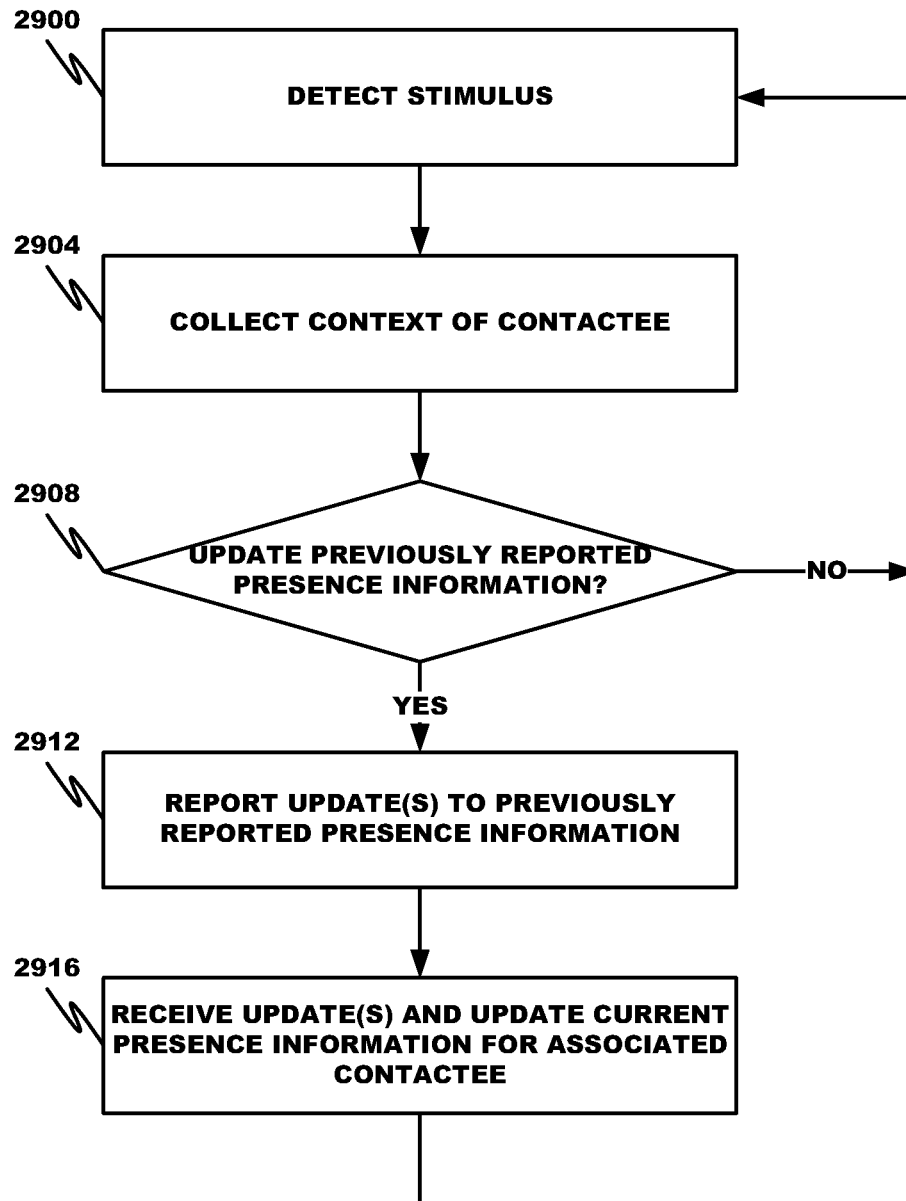 2900
DETECT STIMULUS
2904
COLLECT CONTEXT OF CONTACTEE
2908
UPDATE PREVIOUSLY REPORTED
PRESENCE INFORMATION?
NO
YES
2912
REPORT UPDATE(S) TO PREVIOUSLY
REPORTED PRESENCE INFORMATION
2916
RECEIVE UPDATE(S) AND UPDATE CURRENT
PRESENCE INFORMATION FOR ASSOCIATED
CONTACTEE